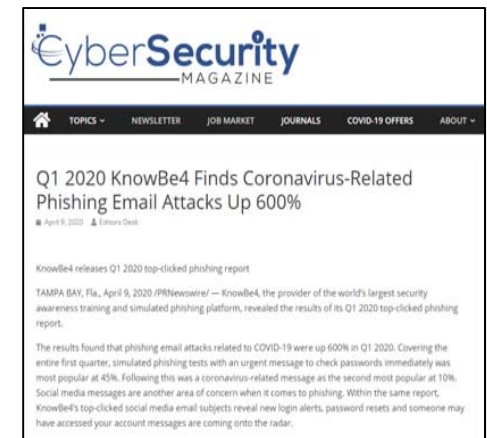 CyberSecurity
MAGAZINE
TOPICS NEWSLETTER JOB MARKET JOURNALS COVID-19 OFFERS ABOUT
Q1 2020 KnowBe4 Finds Coronavirus-Related
Phishing Email Attacks Up 600%
April 9, 2020 Editors Desk
KnowBe4 releases Q1 2020 top-clicked phishing report
TAMPA BAY, Fla., April 9, 2020 /PRNewswire/ — KnowBe4, the provider of the world's largest security
awareness training and simulated phishing platform, revealed the results of its Q1 2020 top-clicked phishing
report.
The results found that phishing email attacks related to COVID-19 were up 600% in Q1 2020. Covering the
entire first quarter, simulated phishing tests with an urgent message to check passwords immediately was
most popular at 45%. Following this was a coronavirus-related message as the second most popular at 10%.
Social media messages are another area of concern when it comes to phishing. Within the same report,
KnowBe4's top-clicked social media email subjects reveal new login alerts, password resets and someone may
have accessed your account messages are coming onto the radar.